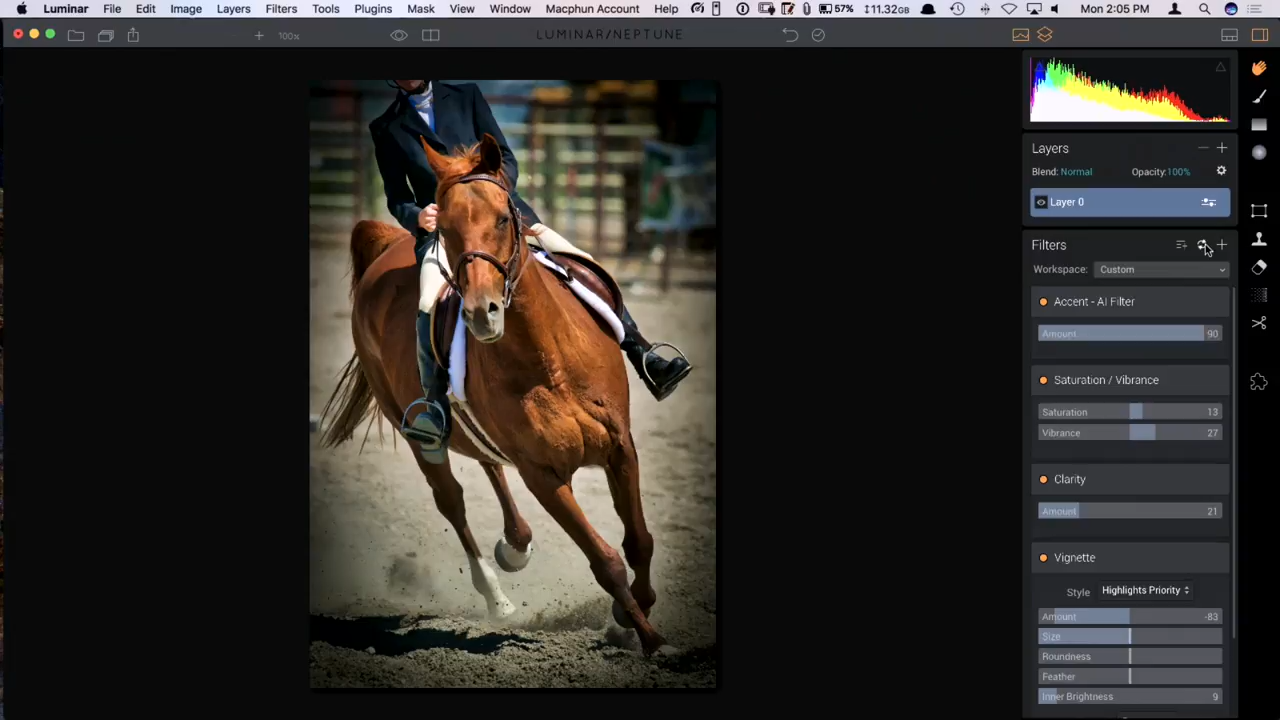 Luminar File Edit Image Layers Filters Tools Plugins Mask View Window Macphun Account Help 57% 11.32GB Mon 2:05 PM
100% LUMINAR/NEPTUNE
Layers
Blend: Normal Opacity:100%
Layer 0
Filters
Workspace: Custom
Accent - AI Filter
Amount 90
Saturation / Vibrance
Saturation 13
Vibrance 27
Clarity
Amount 21
Vignette
Style Highlights Priority
Amount -83
Size
Roundness
Feather
Inner Brightness 9